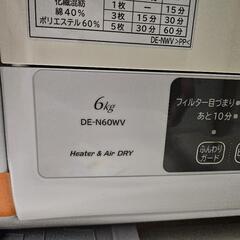 化繊混紡
綿40%
ポリエステル60%
1枚 — 15分
3枚 15分 30分
5枚 30分 60分
DE-NWV >PP<
6kg
DE-N60WV
Heater & Air DRY
フィルター目づまり
あと10分
ふんわり
ガード